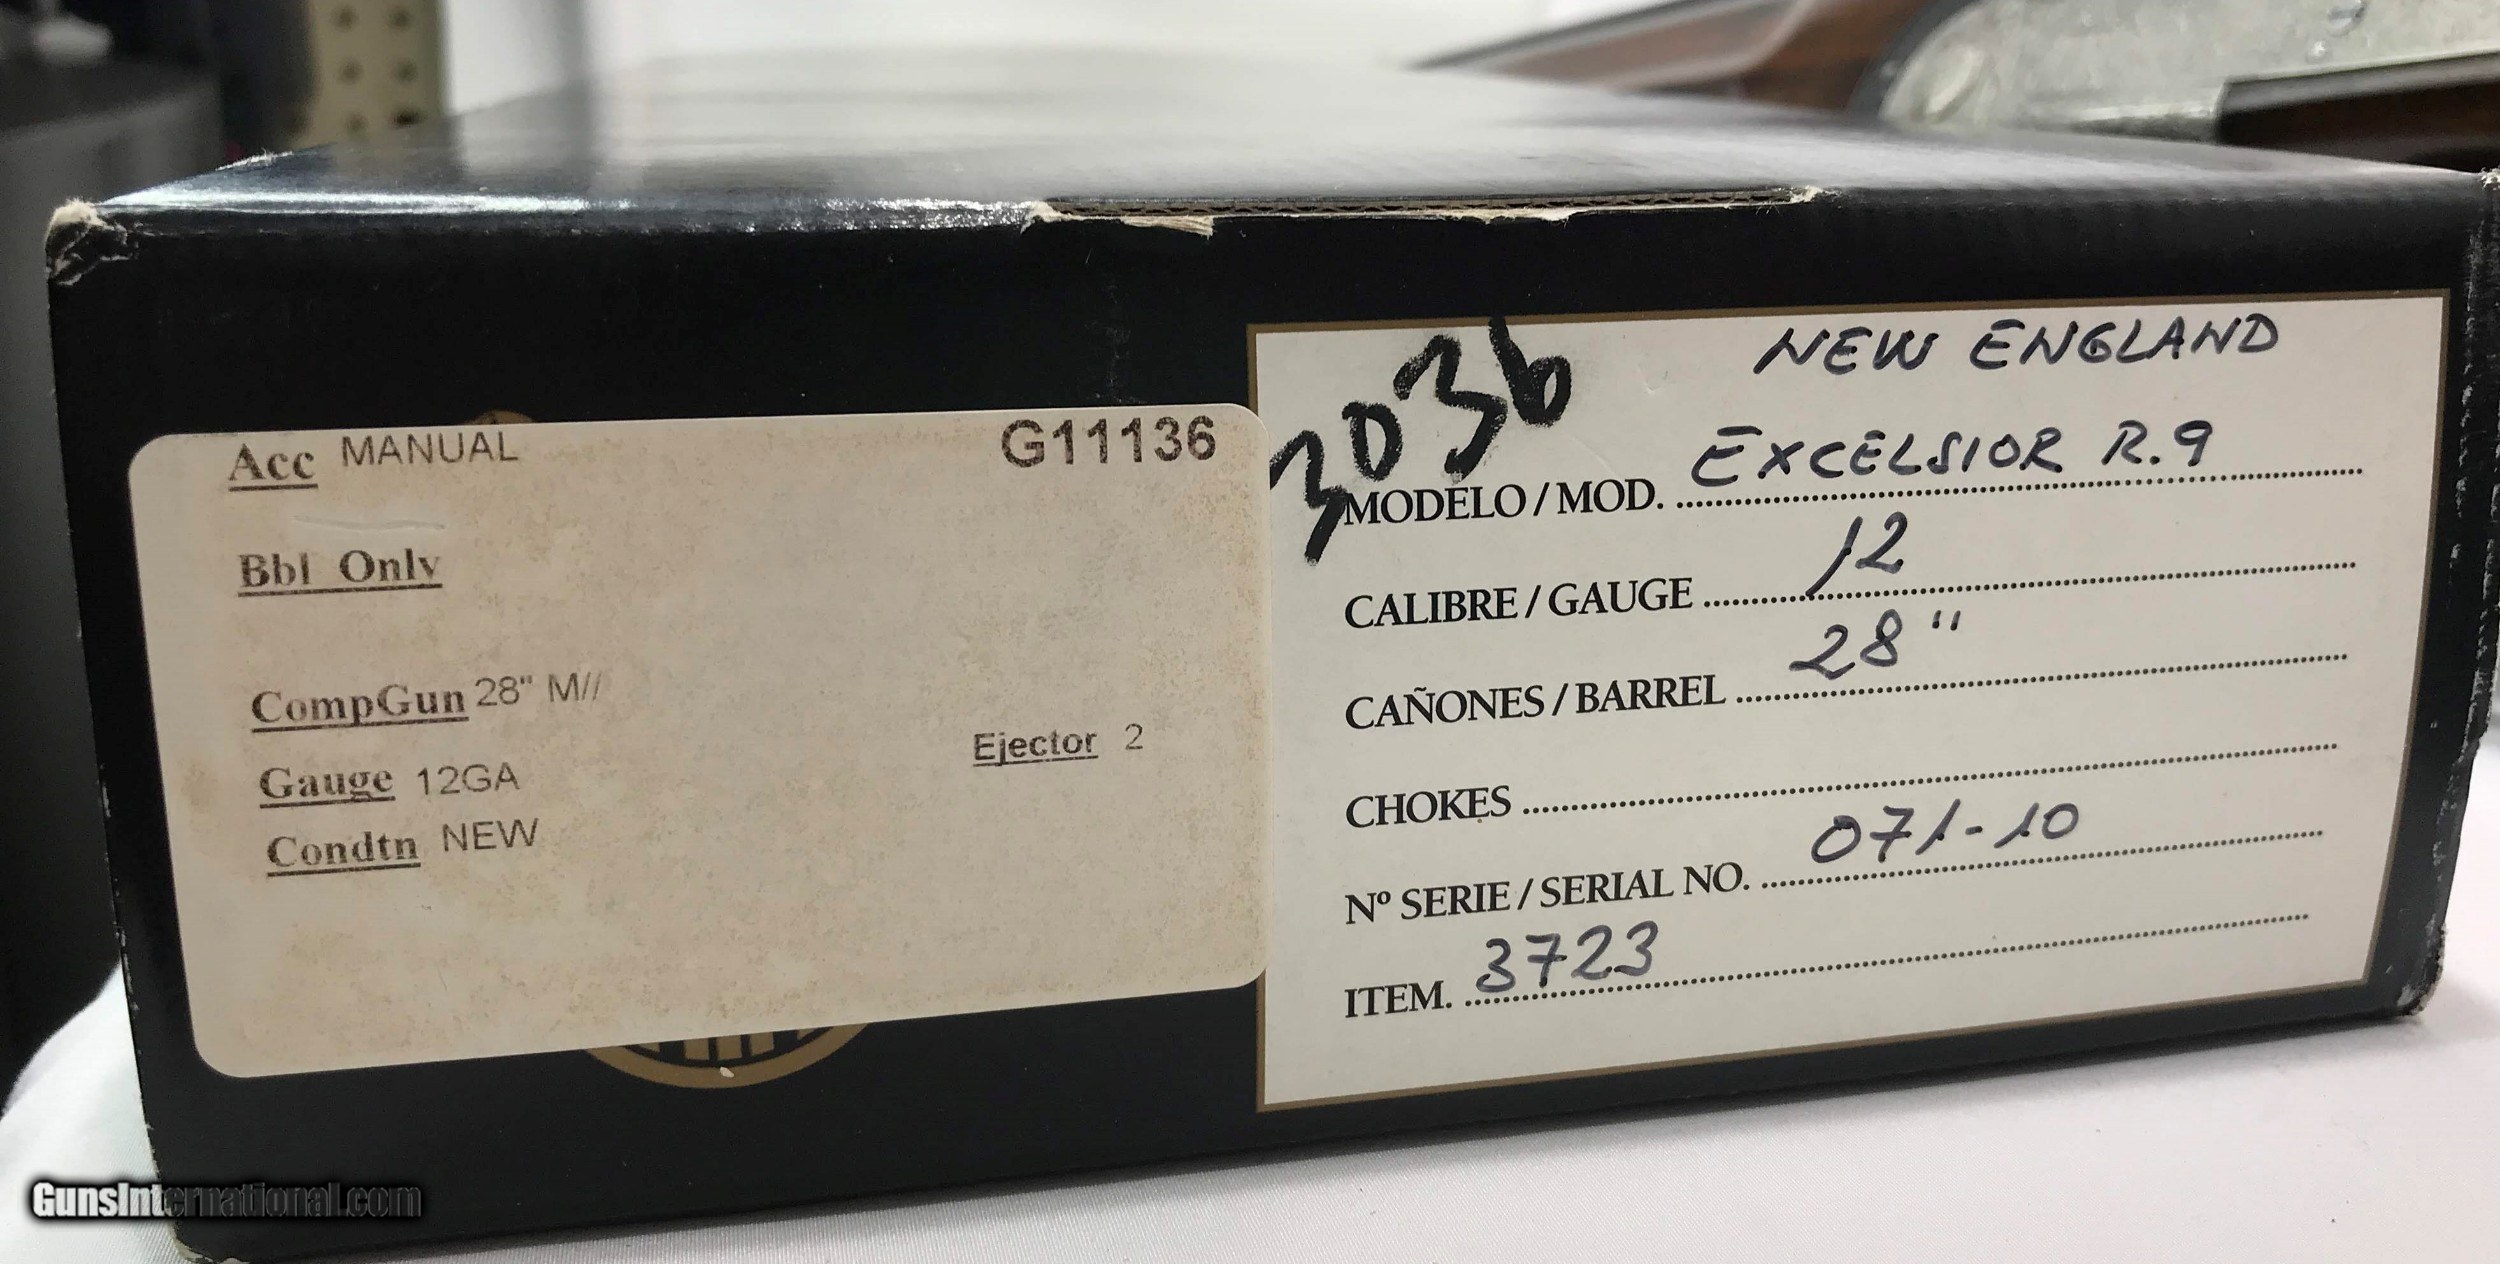 Acc MANUAL G11136
Bbl Only
CompGun 28" M//
Ejector 2
Gauge 12GA
Condtn NEW
3036
NEW ENGLAND
MODELO / MOD. EXCELSIOR R.9
CALIBRE / GAUGE 12
CAÑONES / BARREL 28"
CHOKES
Nº SERIE / SERIAL NO. 071-10
ITEM. 3723
GunsInternational.com